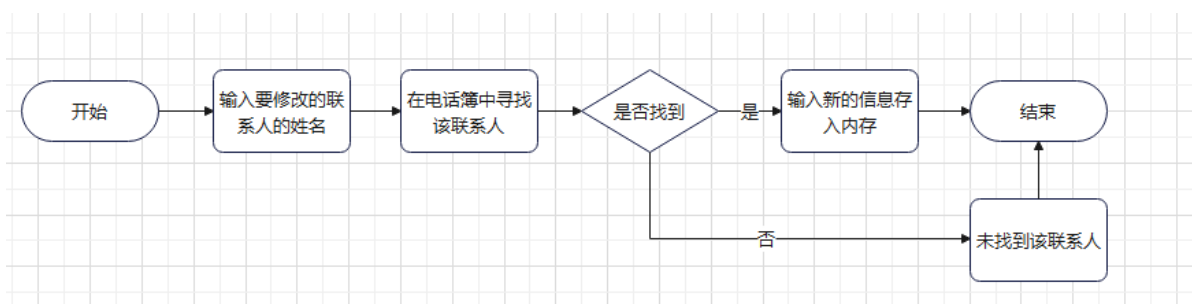 开始
输入要修改的联
系人的姓名
在电话簿中寻找
该联系人
是否找到
是
输入新的信息存
入内存
结束
否
未找到该联系人